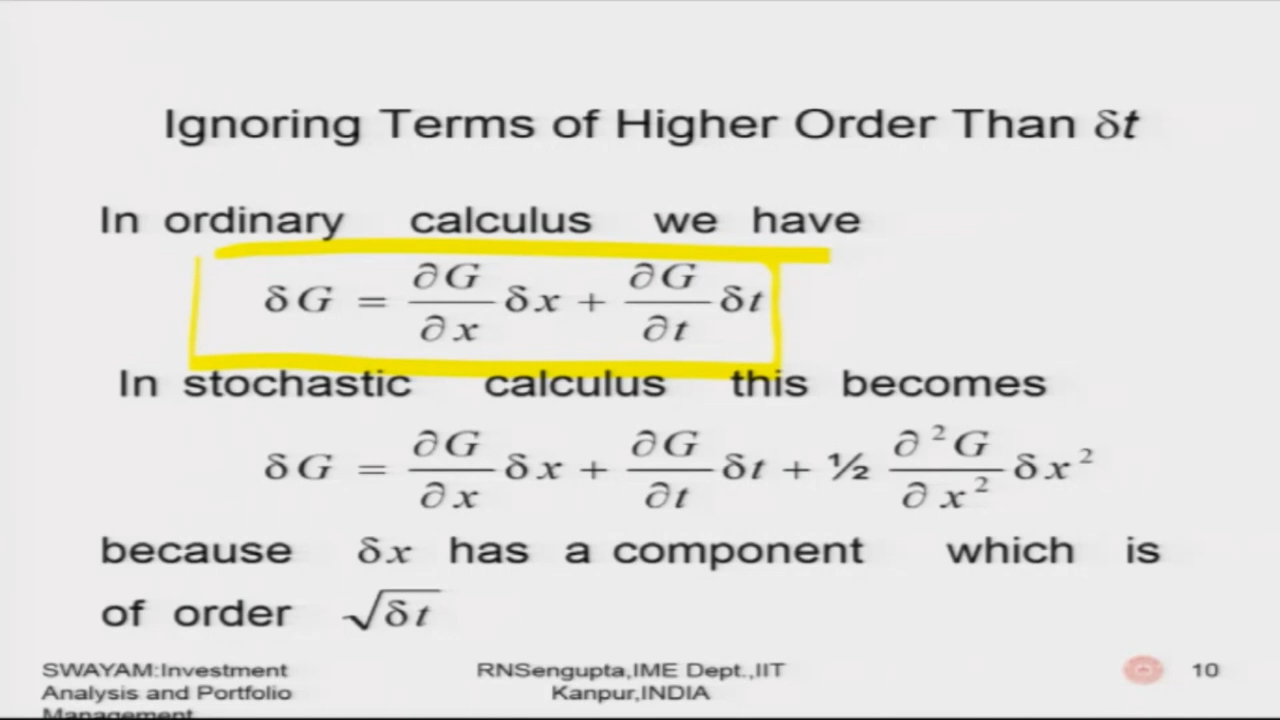 Ignoring Terms of Higher Order Than δt
In ordinary calculus we have
δG = ∂G/∂x δx + ∂G/∂t δt
In stochastic calculus this becomes
δG = ∂G/∂x δx + ∂G/∂t δt + ½ ∂²G/∂x² δx²
because δx has a component which is
of order √δt
SWAYAM:Investment
Analysis and Portfolio
Management
RNSengupta,IME Dept.,IIT
Kanpur,INDIA
10